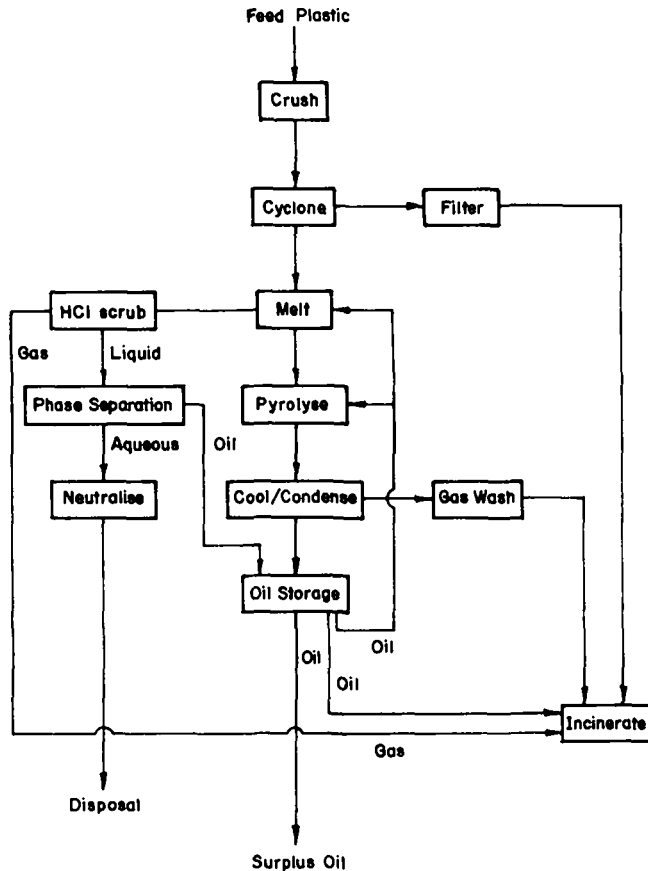 Feed Plastic
Crush
Cyclone
Filter
HCl scrub
Melt
Gas
Liquid
Phase Separation
Pyrolyse
Aqueous
Oil
Neutralise
Cool/Condense
Gas Wash
Oil Storage
Oil
Oil
Oil
Incinerate
Gas
Disposal
Surplus Oil